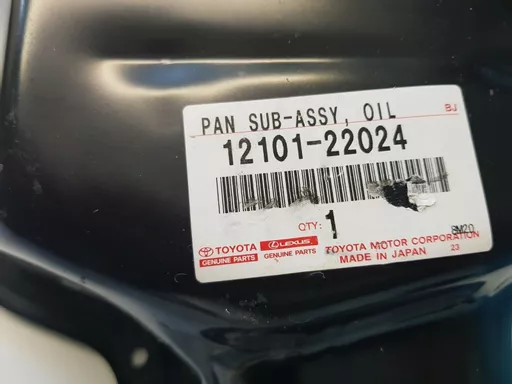 PAN SUB-ASSY, OIL BJ
12101-22024
QTY: 1
8M20
TOYOTA LEXUS TOYOTA MOTOR CORPORATION
GENUINE PARTS GENUINE PARTS MADE IN JAPAN 23